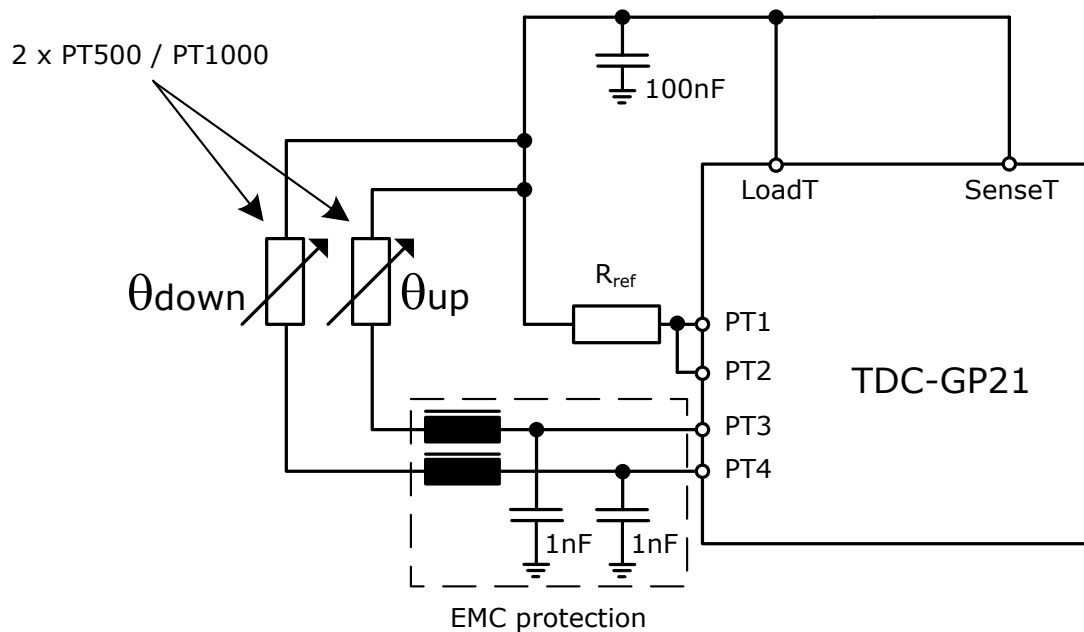 2 x PT500 / PT1000
100nF
LoadT
SenseT
θdown
θup
Rref
PT1
PT2
TDC-GP21
PT3
PT4
1nF
1nF
EMC protection